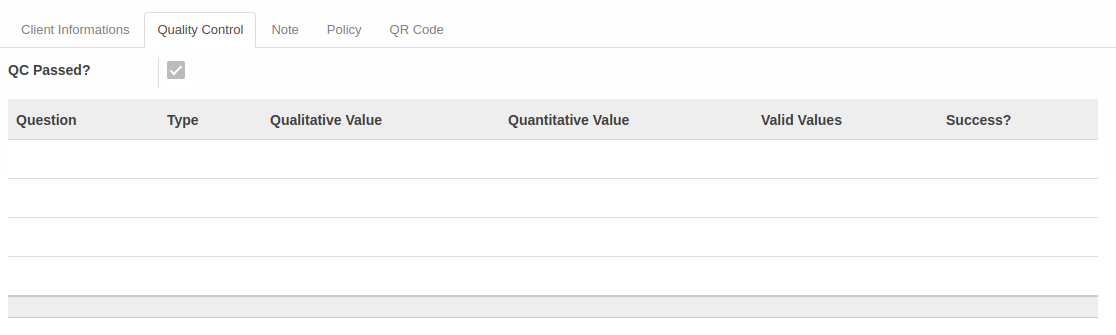 Client Informations Quality Control Note Policy QR Code
QC Passed?
Question Type Qualitative Value Quantitative Value Valid Values Success?